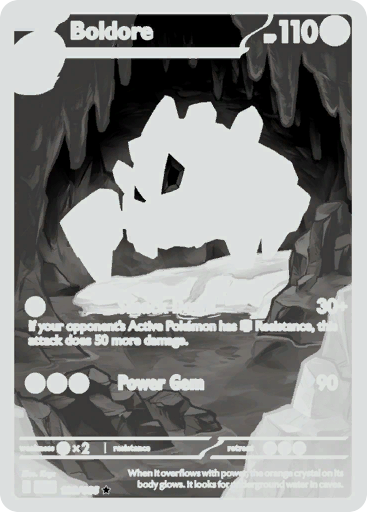 Boldore
110
30+
If your opponent's Active Pokémon has Resistance, this
attack does 50 more damage.
Power Gem
90
weakness ×2 resistance retreat
When it overflows with power, the orange crystal on its
body glows. It looks for underground water in caves.